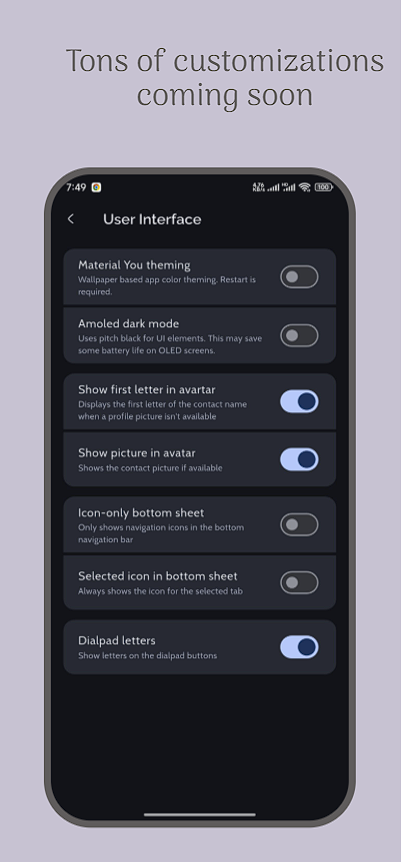 Tons of customizations
coming soon
7:49
100
User Interface
Material You theming
Wallpaper based app color theming. Restart is
required.
Amoled dark mode
Uses pitch black for UI elements. This may save
some battery life on OLED screens.
Show first letter in avartar
Displays the first letter of the contact name
when a profile picture isn't available
Show picture in avatar
Shows the contact picture if available
Icon-only bottom sheet
Only shows navigation icons in the bottom
navigation bar
Selected icon in bottom sheet
Always shows the icon for the selected tab
Dialpad letters
Show letters on the dialpad buttons